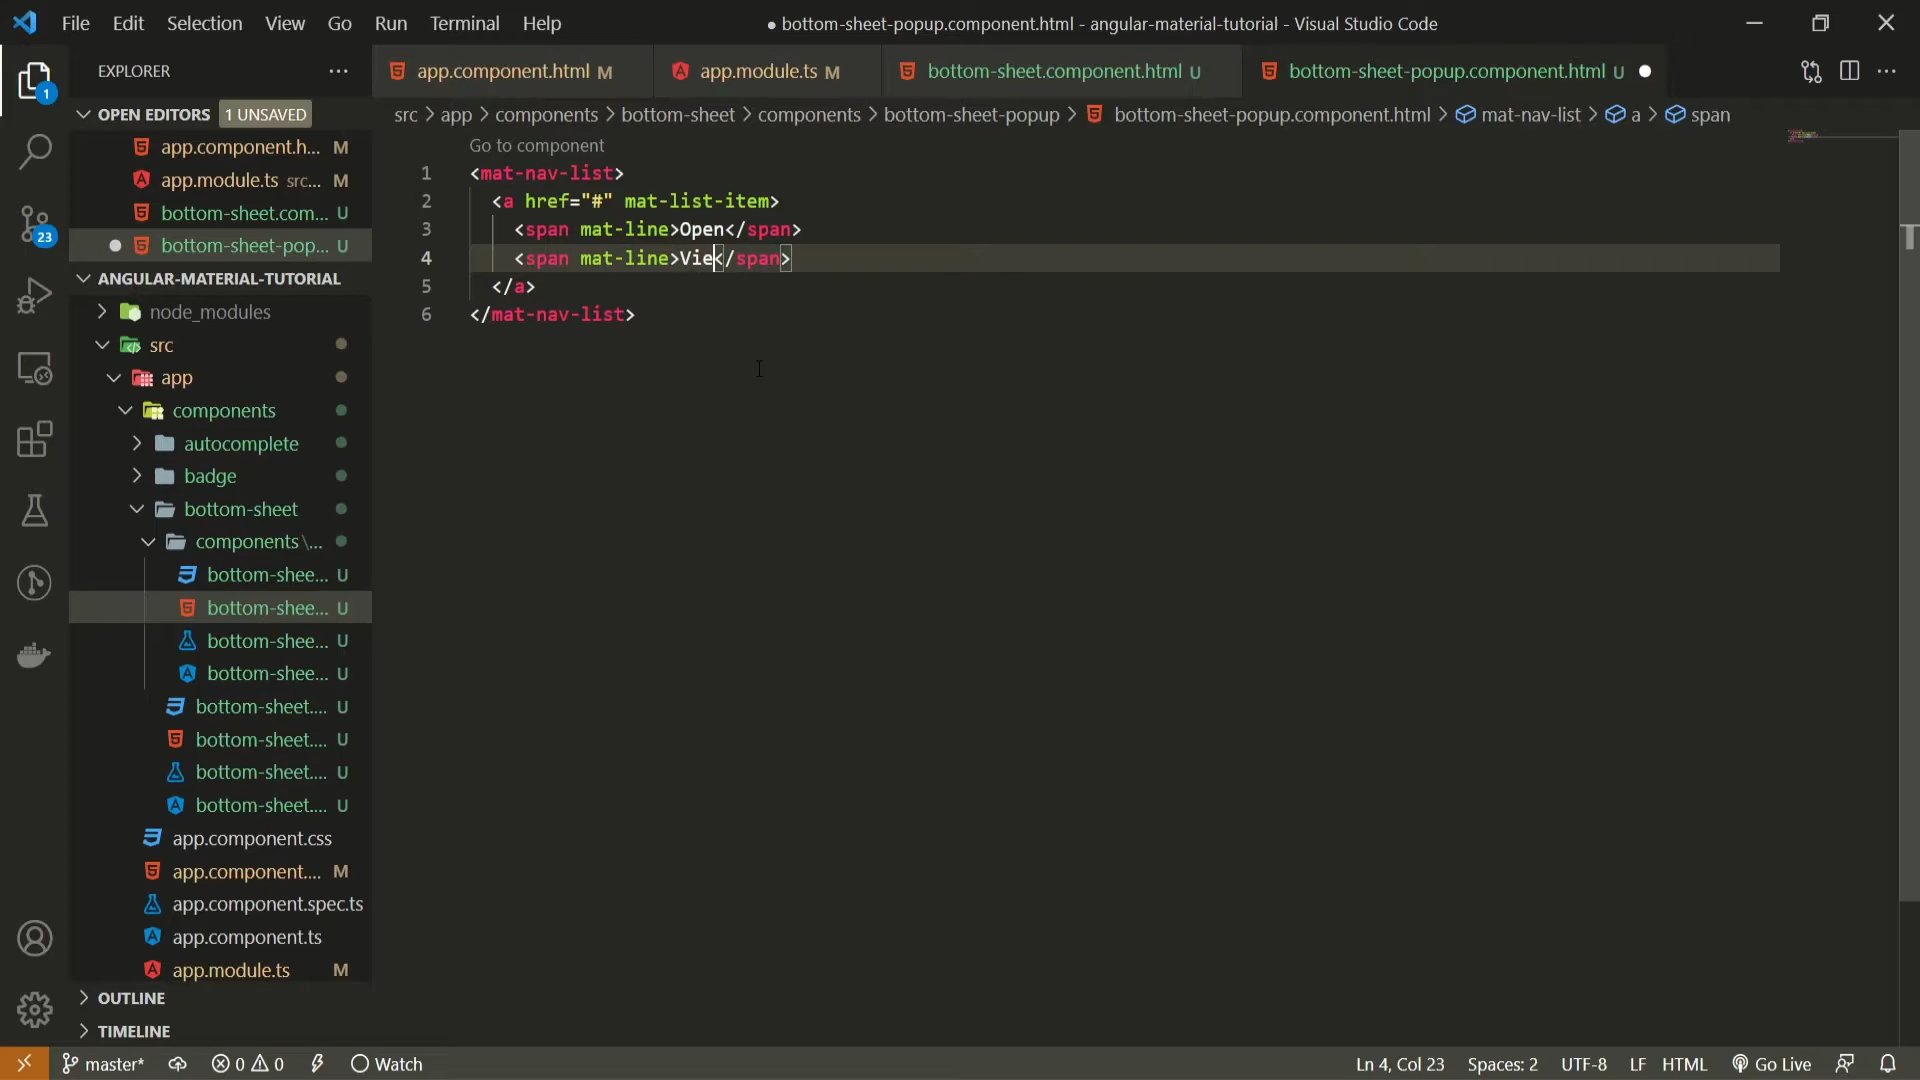 File Edit Selection View Go Run Terminal Help ● bottom-sheet-popup.component.html - angular-material-tutorial - Visual Studio Code
EXPLORER ···
app.component.html M
app.module.ts M
bottom-sheet.component.html U
bottom-sheet-popup.component.html U ●
OPEN EDITORS 1 UNSAVED
app.component.h... M
app.module.ts src... M
bottom-sheet.com... U
● bottom-sheet-pop... U
src > app > components > bottom-sheet > components > bottom-sheet-popup > bottom-sheet-popup.component.html > mat-nav-list > a > span
Go to component
1 <mat-nav-list>
2 <a href="#" mat-list-item>
3 <span mat-line>Open</span>
4 <span mat-line>Vie</span>
5 </a>
6 </mat-nav-list>
ANGULAR-MATERIAL-TUTORIAL
node_modules
src
app
components
autocomplete
badge
bottom-sheet
components\...
bottom-shee... U
bottom-shee... U
bottom-shee... U
bottom-shee... U
bottom-sheet.... U
bottom-sheet.... U
bottom-sheet.... U
bottom-sheet.... U
app.component.css
app.component.... M
app.component.spec.ts
app.component.ts
app.module.ts M
OUTLINE
TIMELINE
1
23
master* 0 0 Watch Ln 4, Col 23 Spaces: 2 UTF-8 LF HTML Go Live